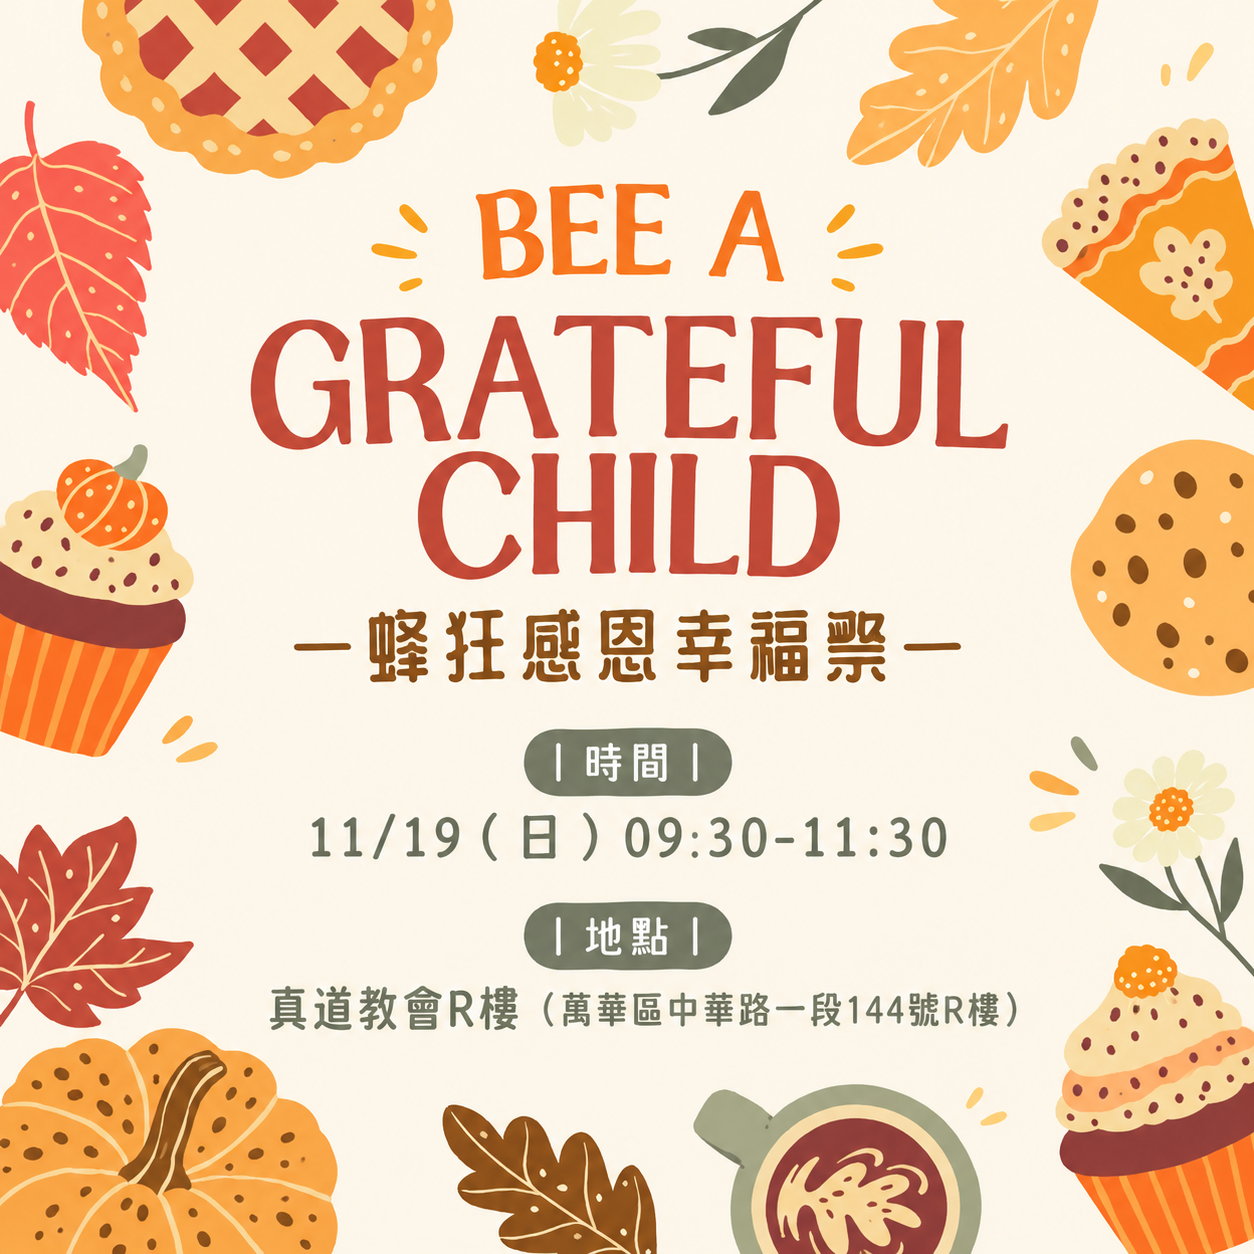 BEE A
GRATEFUL
CHILD
—蜂狂感恩幸福祭—
| 時間 |
11/19（日）09:30-11:30
| 地點 |
真道教會R樓（萬華區中華路一段144號R樓）